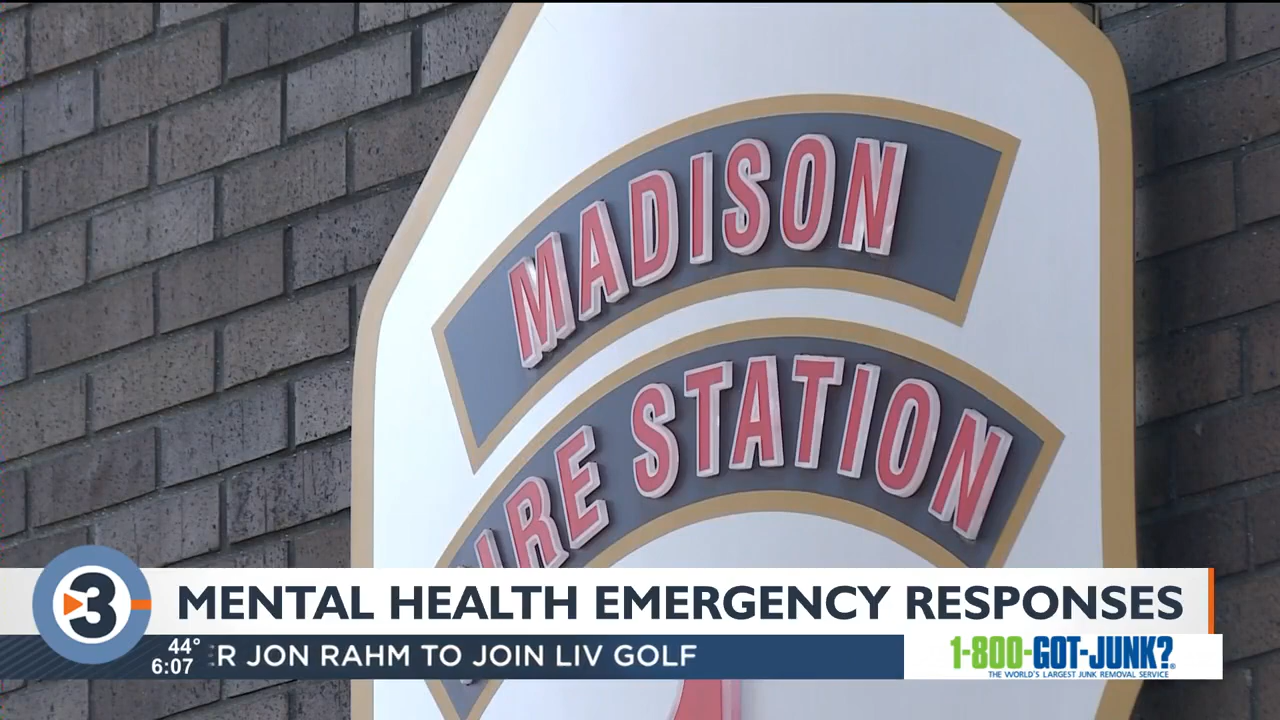 MADISON
FIRE STATION
3
MENTAL HEALTH EMERGENCY RESPONSES
44°
6:07
R JON RAHM TO JOIN LIV GOLF
1-800-GOT-JUNK?
THE WORLD'S LARGEST JUNK REMOVAL SERVICE